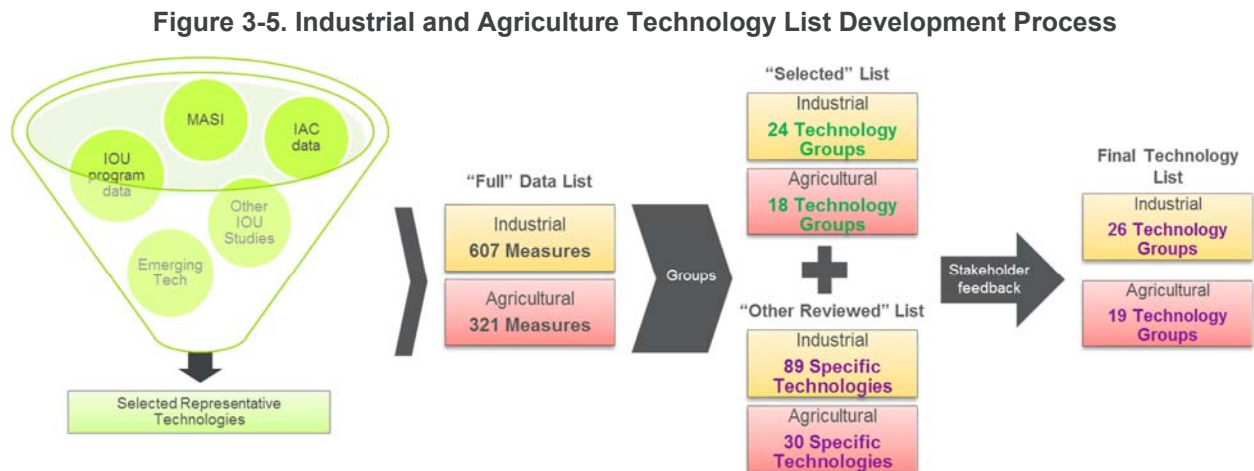 Figure 3-5. Industrial and Agriculture Technology List Development Process
MASI
IAC
data
IOU
program
data
Other
IOU
Studies
Emerging
Tech
Selected Representative
Technologies
“Full” Data List
Industrial
607 Measures
Agricultural
321 Measures
Groups
“Selected” List
Industrial
24 Technology
Groups
Agricultural
18 Technology
Groups
“Other Reviewed” List
Industrial
89 Specific
Technologies
Agricultural
30 Specific
Technologies
Stakeholder
feedback
Final Technology
List
Industrial
26 Technology
Groups
Agricultural
19 Technology
Groups